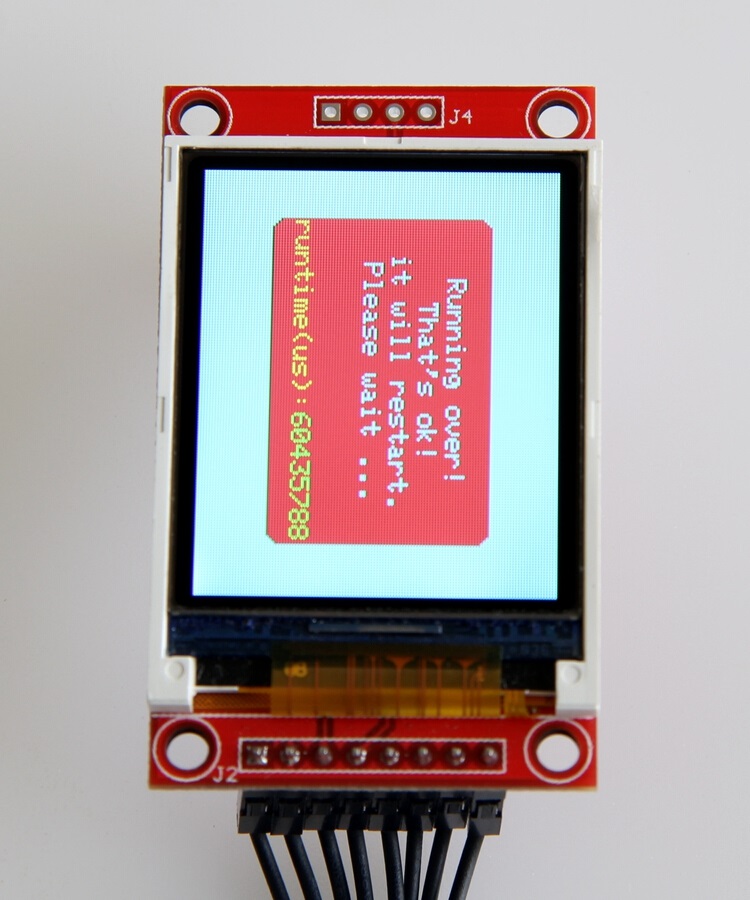 J4
Running over!
That's ok!
it will restart.
Please wait ...
runtime(us):60435788
J2